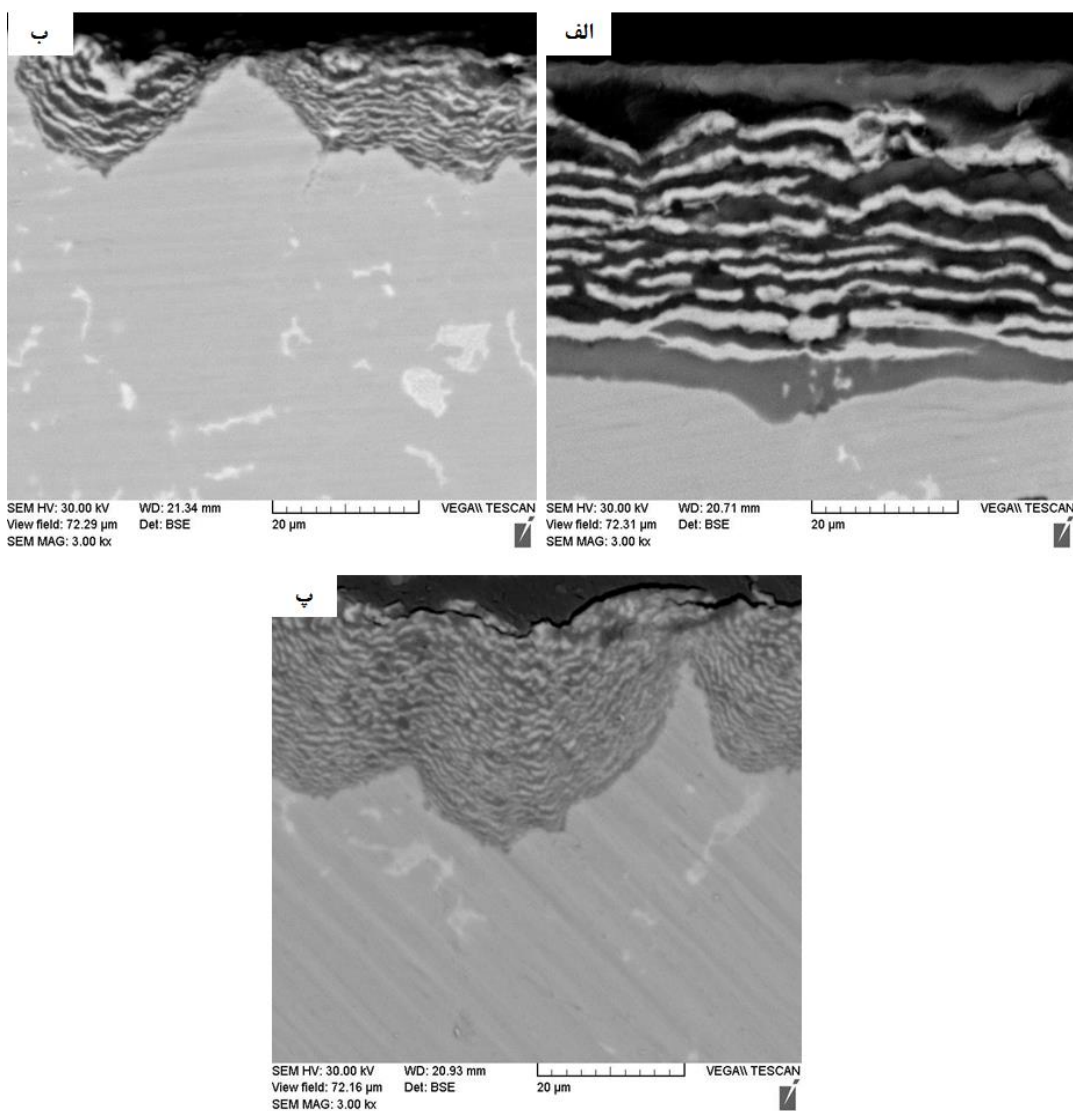 الف
SEM HV: 30.00 kV WD: 20.71 mm VEGA\\ TESCAN
View field: 72.31 µm Det: BSE 20 µm
SEM MAG: 3.00 kx
ب
SEM HV: 30.00 kV WD: 21.34 mm VEGA\\ TESCAN
View field: 72.29 µm Det: BSE 20 µm
SEM MAG: 3.00 kx
پ
SEM HV: 30.00 kV WD: 20.93 mm VEGA\\ TESCAN
View field: 72.16 µm Det: BSE 20 µm
SEM MAG: 3.00 kx